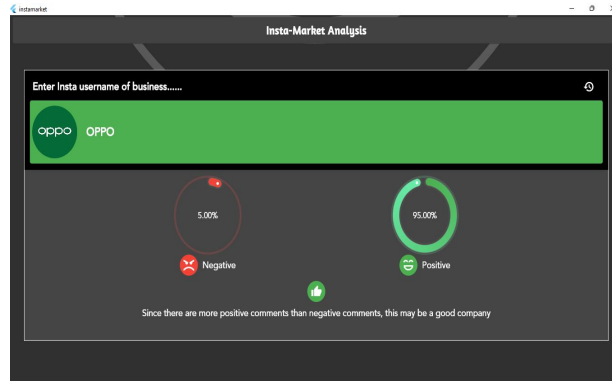 instamarket
Insta-Market Analysis
Enter Insta username of business......
oppo OPPO
5.00%
95.00%
Negative
Positive
Since there are more positive comments than negative comments, this may be a good company